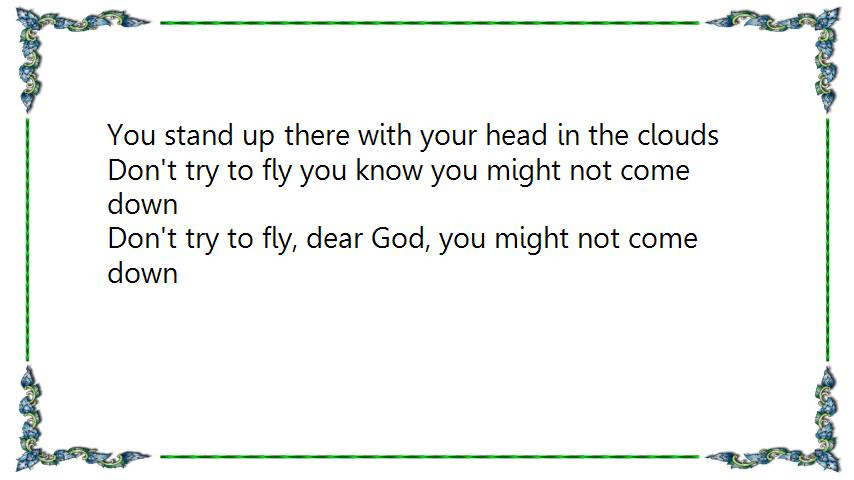 You stand up there with your head in the clouds
Don't try to fly you know you might not come
down
Don't try to fly, dear God, you might not come
down